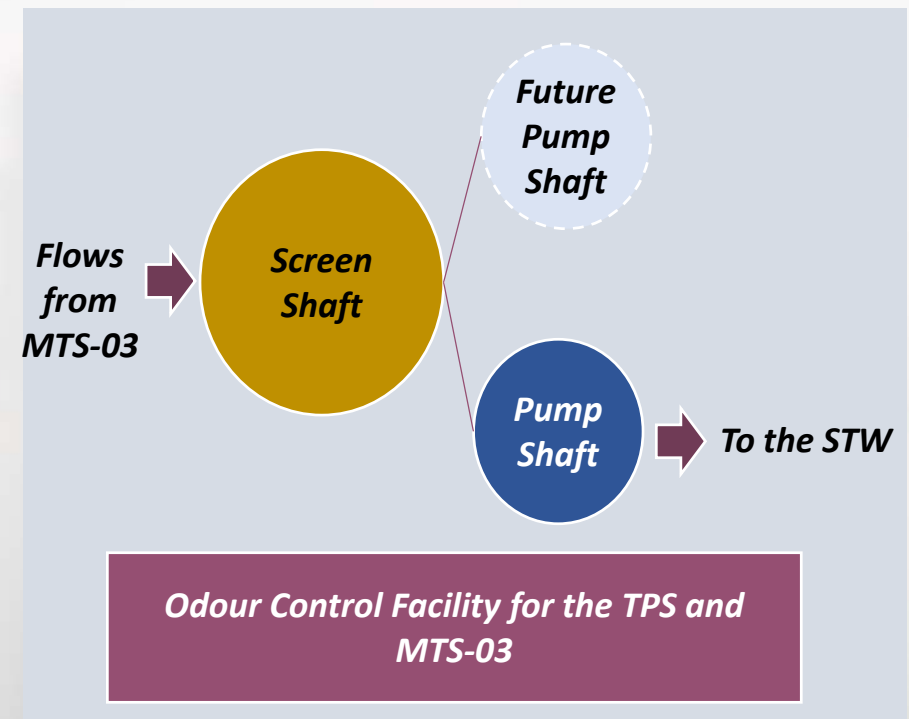 Future
Pump
Shaft
Flows
from
MTS-03
Screen
Shaft
Pump
Shaft
To the STW
Odour Control Facility for the TPS and
MTS-03